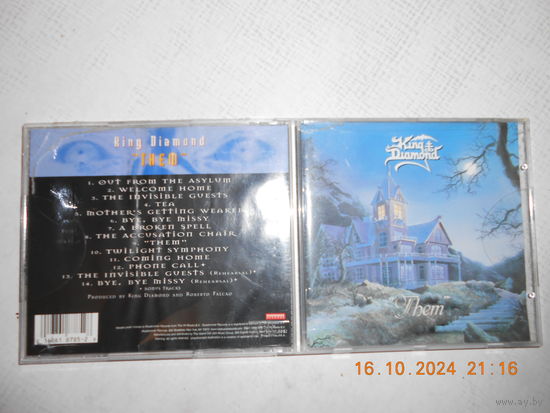 King Diamond
"THEM"
1. OUT FROM THE ASYLUM
2. WELCOME HOME
3. THE INVISIBLE GUESTS
4. TEA
5. MOTHER'S GETTING WEAKER
6. BYE, BYE MISSY
7. A BROKEN SPELL
8. THE ACCUSATION CHAIR
9. "THEM"
10. TWILIGHT SYMPHONY
11. COMING HOME
12. PHONE CALL*
13. THE INVISIBLE GUESTS (REHEARSAL)*
14. BYE, BYE MISSY (REHEARSAL)*
* BONUS TRACKS
PRODUCED BY KING DIAMOND AND ROBERTO FALCAO
King
Diamond
"Them"
16.10.2024 21:16
www.ay.by